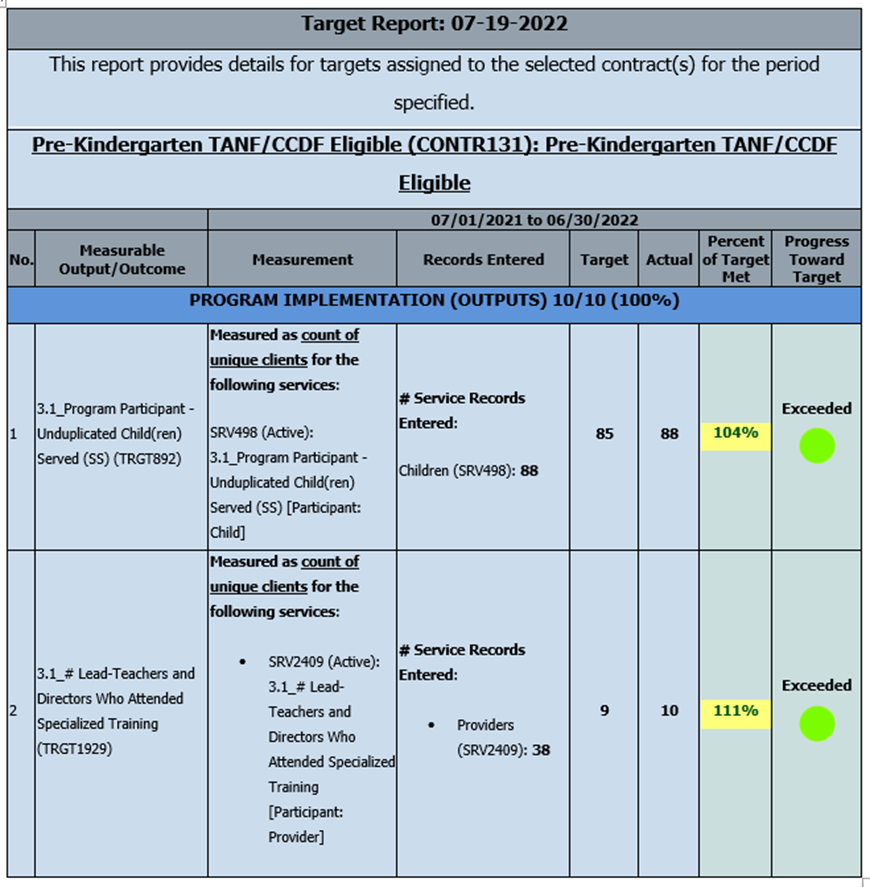 Target Report: 07-19-2022
This report provides details for targets assigned to the selected contract(s) for the period
specified.
Pre-Kindergarten TANF/CCDF Eligible (CONTR131): Pre-Kindergarten TANF/CCDF
Eligible
07/01/2021 to 06/30/2022
No.
Measurable
Output/Outcome
Measurement
Records Entered
Target
Actual
Percent
of Target
Met
Progress
Toward
Target
PROGRAM IMPLEMENTATION (OUTPUTS) 10/10 (100%)
1
3.1_Program Participant -
Unduplicated Child(ren)
Served (SS) (TRGT892)
Measured as count of
unique clients for the
following services:
SRV498 (Active):
3.1_Program Participant -
Unduplicated Child(ren)
Served (SS) [Participant:
Child]
# Service Records
Entered:
Children (SRV498): 88
85
88
104%
Exceeded
2
3.1_# Lead-Teachers and
Directors Who Attended
Specialized Training
(TRGT1929)
Measured as count of
unique clients for the
following services:
• SRV2409 (Active):
3.1_# Lead-
Teachers and
Directors Who
Attended Specialized
Training
[Participant:
Provider]
# Service Records
Entered:
• Providers
(SRV2409): 38
9
10
111%
Exceeded